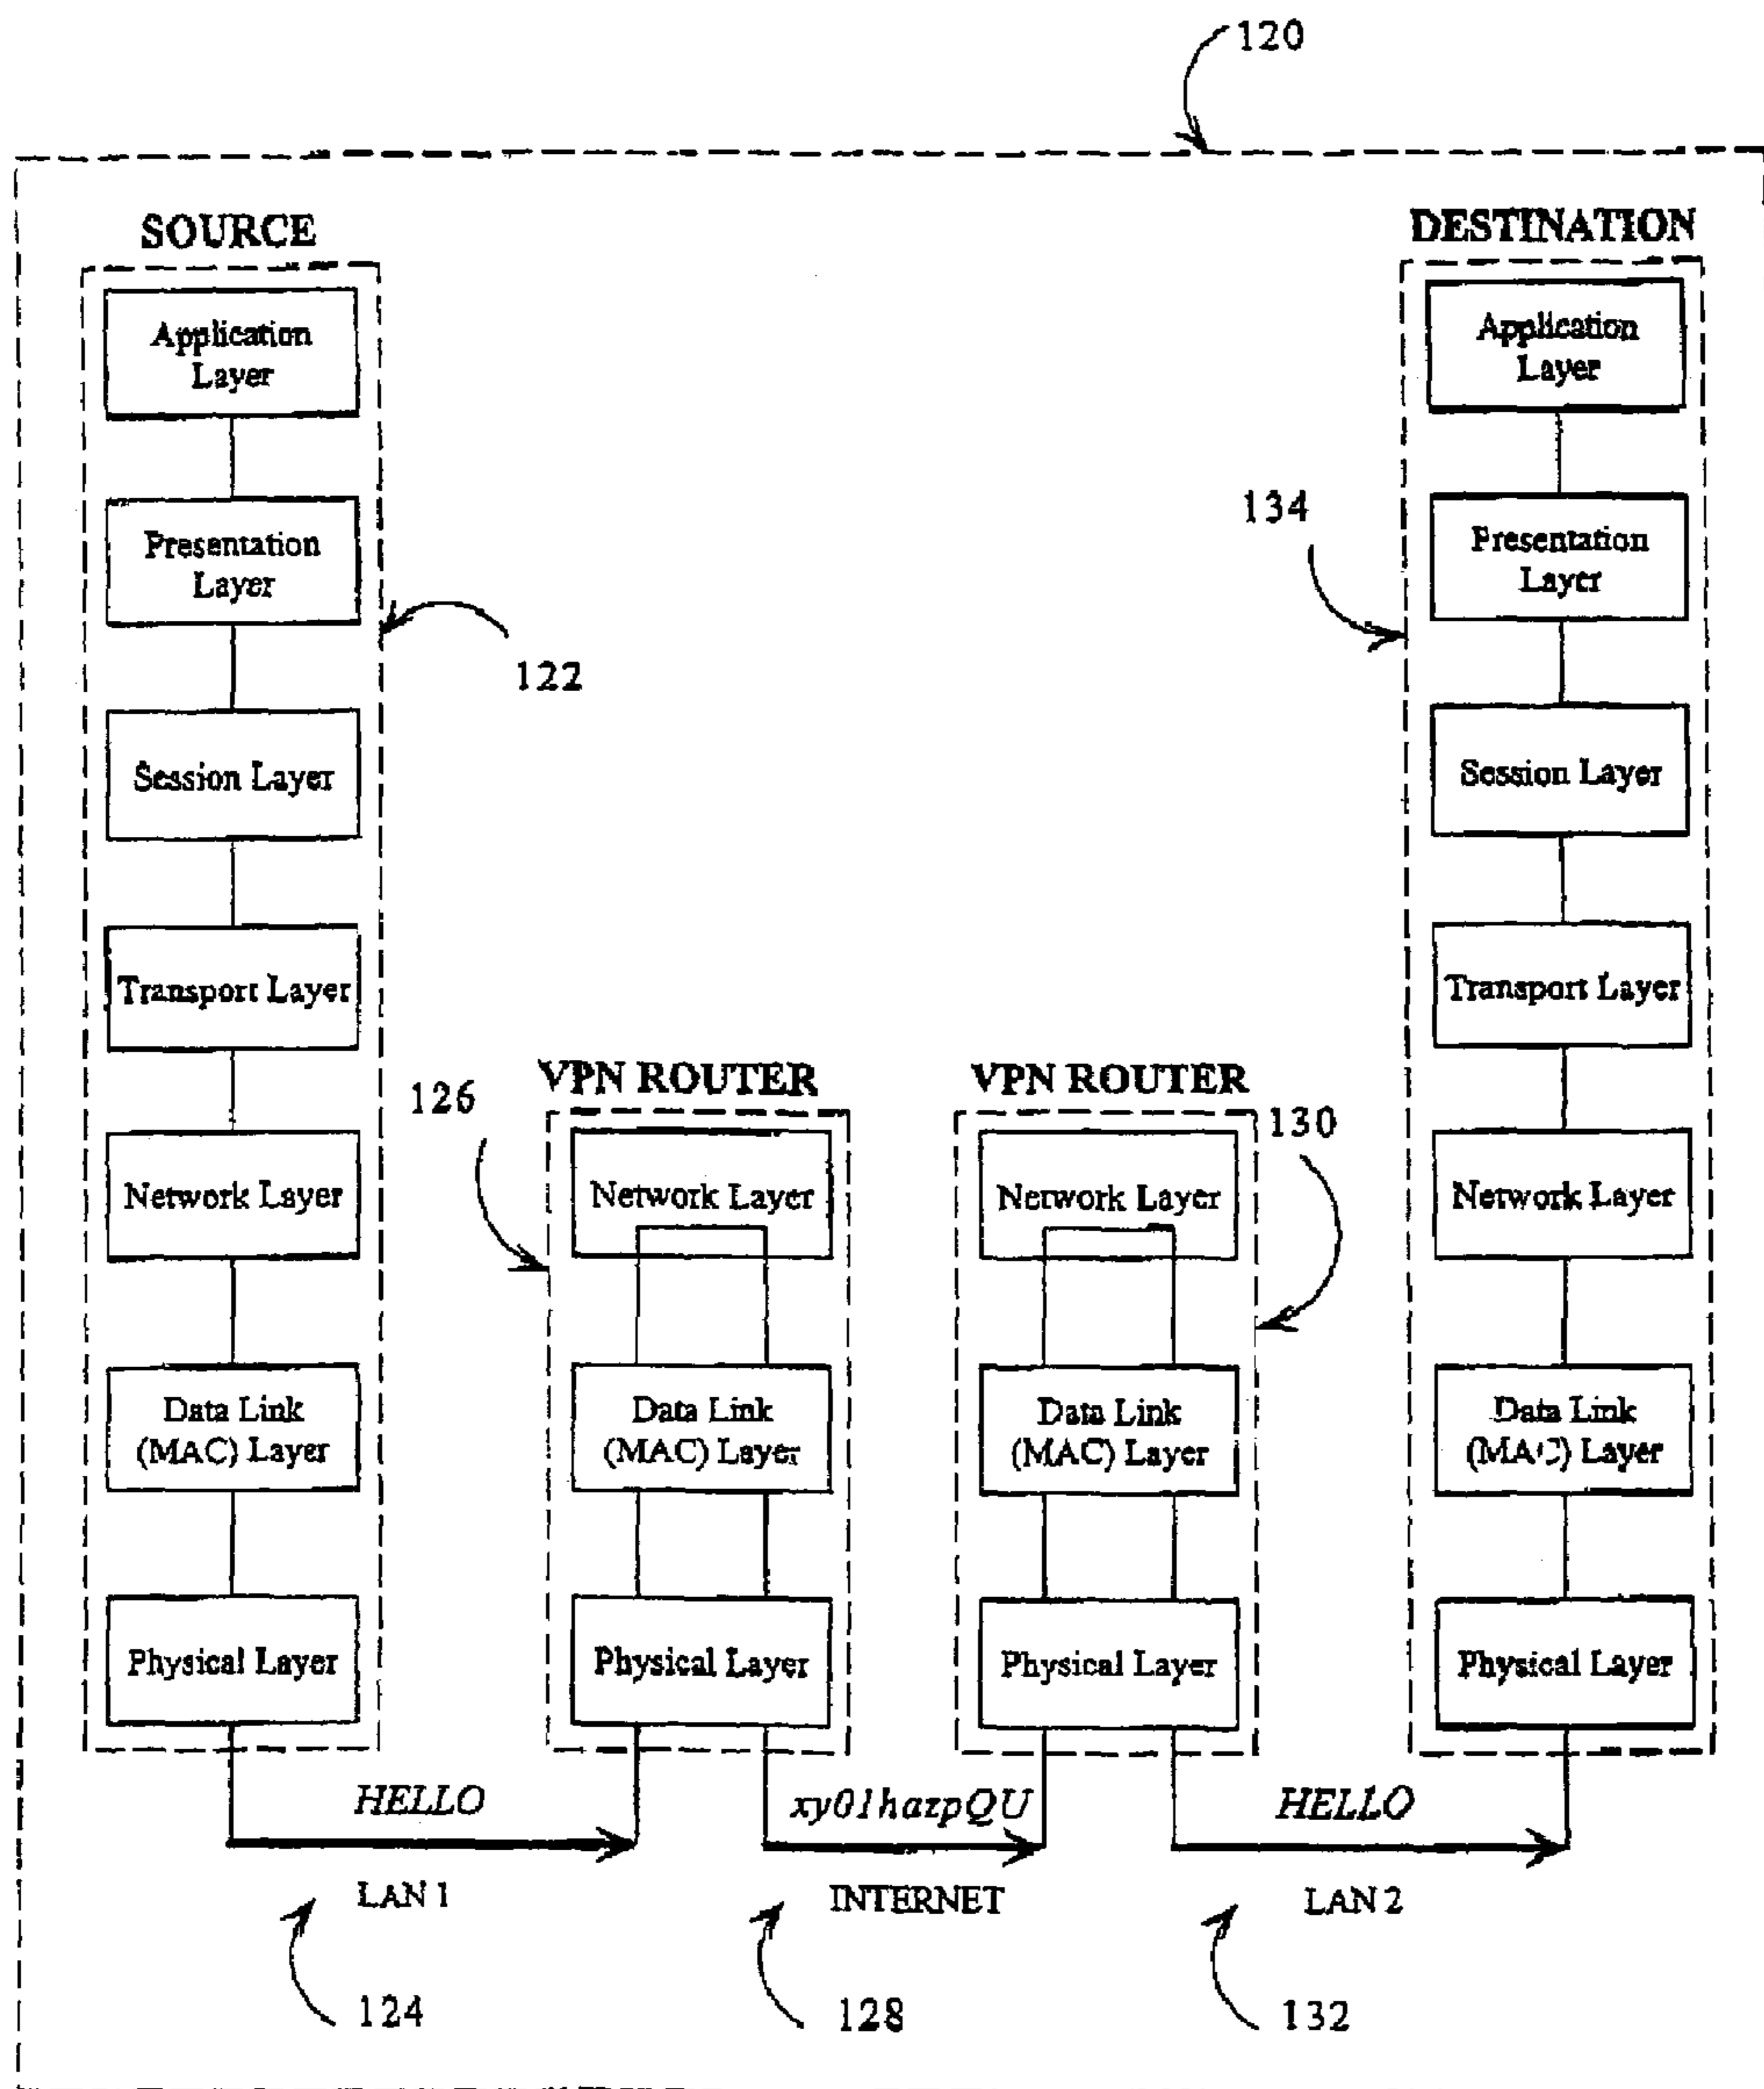 120
SOURCE
Application
Layer
Presentation
Layer
122
Session Layer
Transport Layer
Network Layer
Data Link
(MAC) Layer
Physical Layer
126
VPN ROUTER
Network Layer
Data Link
(MAC) Layer
Physical Layer
VPN ROUTER
130
Network Layer
Data Link
(MAC) Layer
Physical Layer
DESTINATION
Application
Layer
134
Presentation
Layer
Session Layer
Transport Layer
Network Layer
Data Link
(MAC) Layer
Physical Layer
HELLO
LAN 1
124
xy01hazpQU
INTERNET
128
HELLO
LAN 2
132